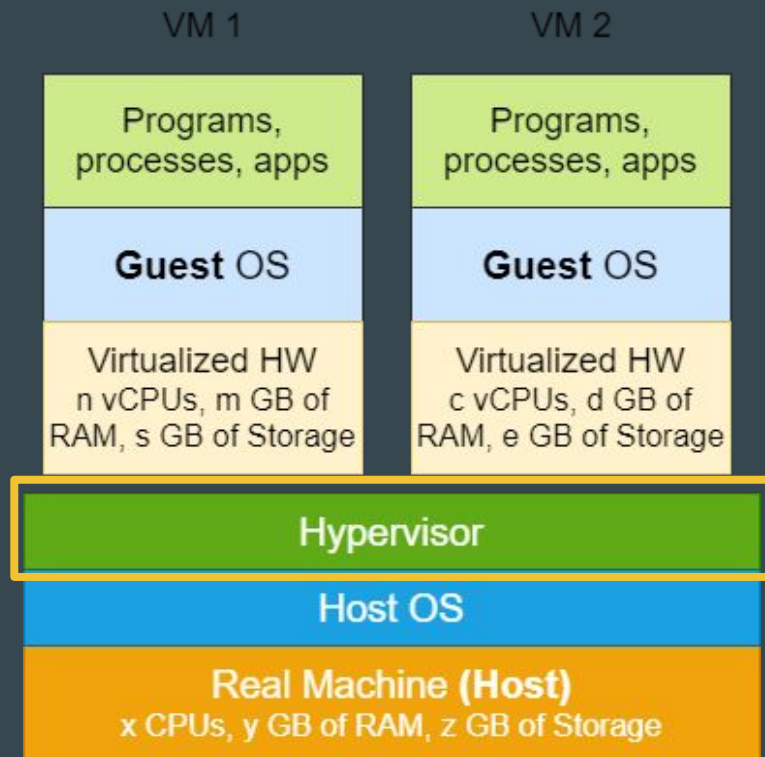 VM 1
VM 2
Programs,
processes, apps
Programs,
processes, apps
Guest OS
Guest OS
Virtualized HW
n vCPUs, m GB of
RAM, s GB of Storage
Virtualized HW
c vCPUs, d GB of
RAM, e GB of Storage
Hypervisor
Host OS
Real Machine (Host)
x CPUs, y GB of RAM, z GB of Storage